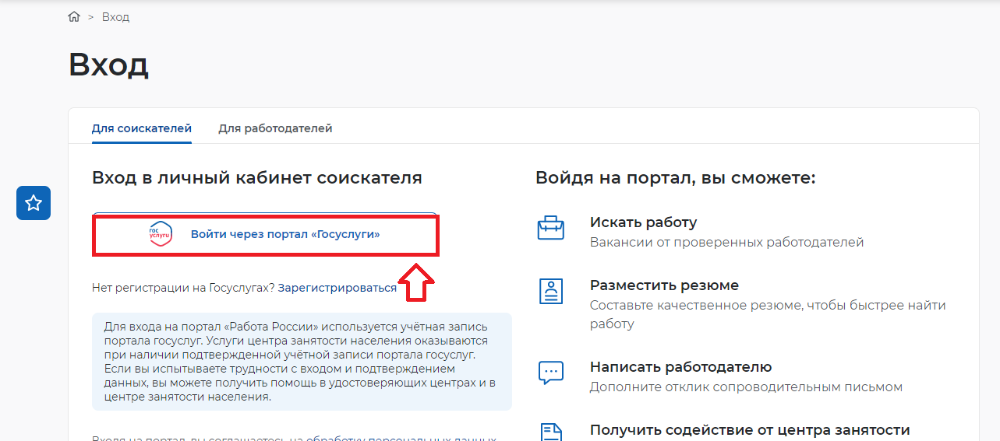 > Вход
Вход
Для соискателей Для работодателей
Вход в личный кабинет соискателя
гос
услуги
Войти через портал «Госуслуги»
Нет регистрации на Госуслугах? Зарегистрироваться
Для входа на портал «Работа России» используется учётная запись
портала госуслуг. Услуги центра занятости населения оказываются
при наличии подтвержденной учётной записи портала госуслуг.
Если вы испытываете трудности с входом и подтверждением
данных, вы можете получить помощь в удостоверяющих центрах и в
центре занятости населения.
Входя на портал, вы соглашаетесь на обработку персональных данных
Войдя на портал, вы сможете:
Искать работу
Вакансии от проверенных работодателей
Разместить резюме
Составьте качественное резюме, чтобы быстрее найти
работу
Написать работодателю
Дополните отклик сопроводительным письмом
Получить содействие от центра занятости